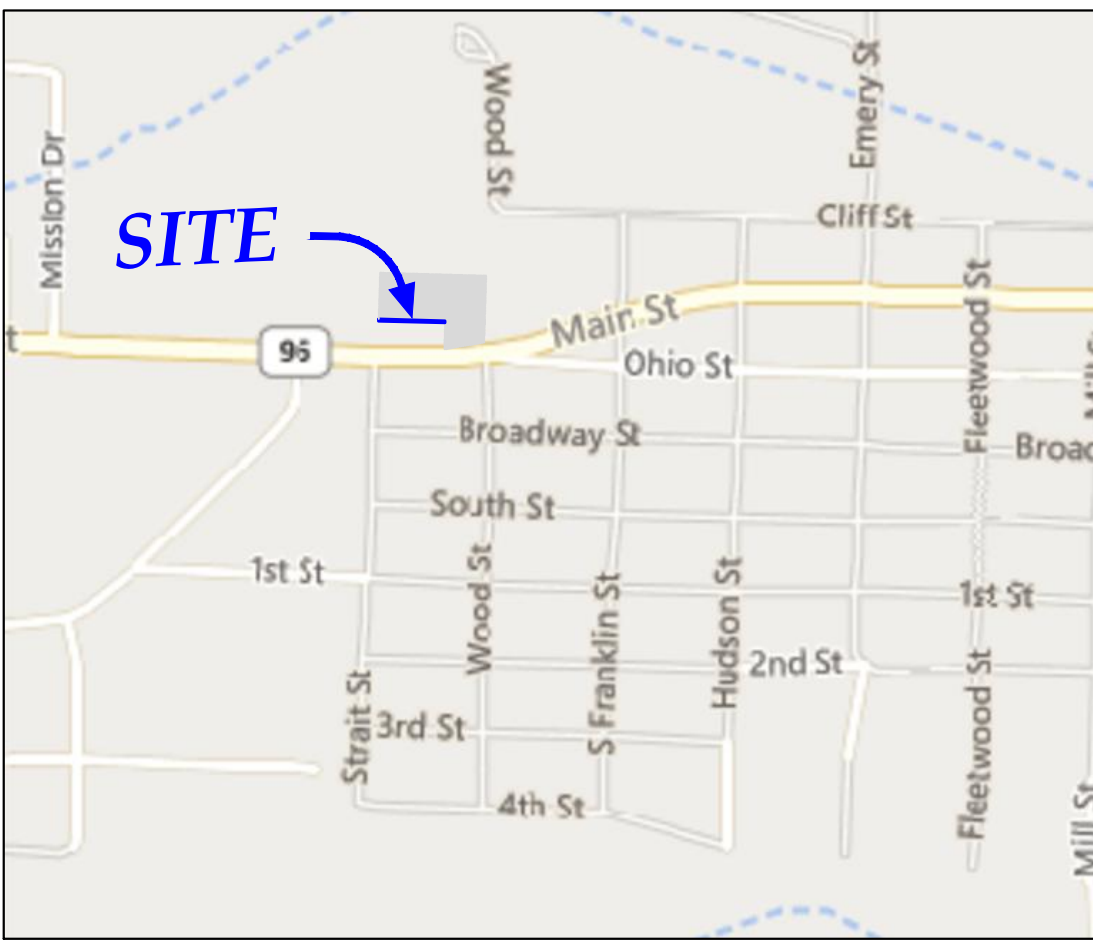 Wood St
Emery St
Mission Dr
SITE
Cliff St
Fleetwood St
Main St
t
96
Ohio St
Broadway St
Broad
South St
1st St
1st St
Wood St
S Franklin St
Hudson St
2nd St
Strait St
3rd St
Fleetwood St
4th St
Mill St